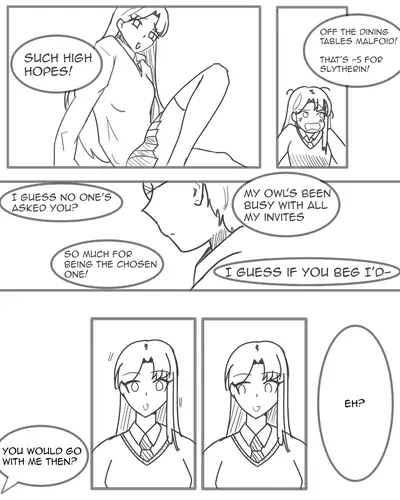 SUCH HIGH
HOPES!
OFF THE DINING
TABLES MALFOID!
THAT'S -5 FOR
SLYTHERIN!
I GUESS NO ONE'S
ASKED YOU?
MY OWL'S BEEN
BUSY WITH ALL
MY INVITES
SO MUCH FOR
BEING THE CHOSEN
ONE!
I GUESS IF YOU BEG I'D-
YOU WOULD GO
WITH ME THEN?
EH?